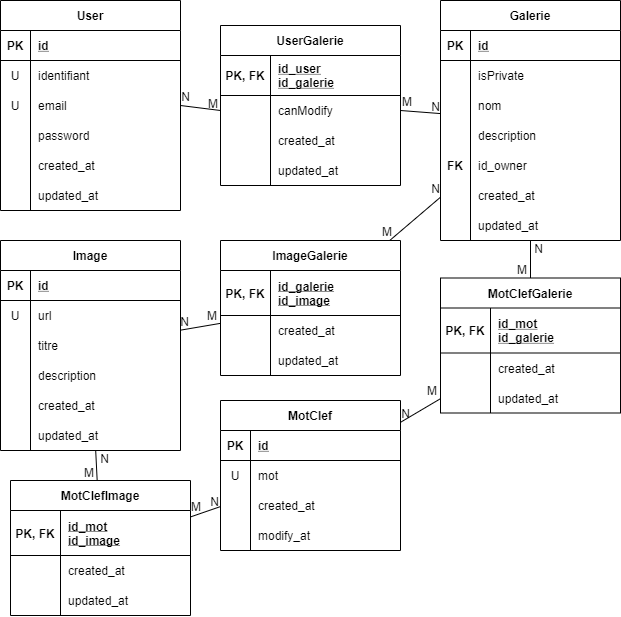 User
PK id
U identifiant
U email
password
created_at
updated_at
N
M
UserGalerie
PK, FK id_user
id_galerie
canModify
created_at
updated_at
M
N
Galerie
PK id
isPrivate
nom
description
FK id_owner
created_at
updated_at
N
M
N
M
Image
PK id
U url
titre
description
created_at
updated_at
N
M
ImageGalerie
PK, FK id_galerie
id_image
created_at
updated_at
MotClefGalerie
PK, FK id_mot
id_galerie
created_at
updated_at
M
N
MotClef
PK id
U mot
created_at
modify_at
N
M
M
N
MotClefImage
PK, FK id_mot
id_image
created_at
updated_at